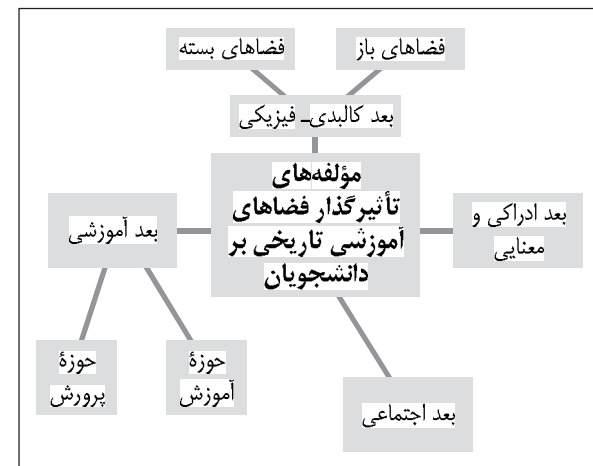 فضاهای باز
فضاهای بسته
بعد کالبدی- فیزیکی
مؤلفه‌های
تأثیرگذار فضاهای
آموزشی تاریخی بر
دانشجویان
بعد ادراکی و
معنایی
بعد آموزشی
حوزهٔ
آموزش
حوزهٔ
پرورش
بعد اجتماعی